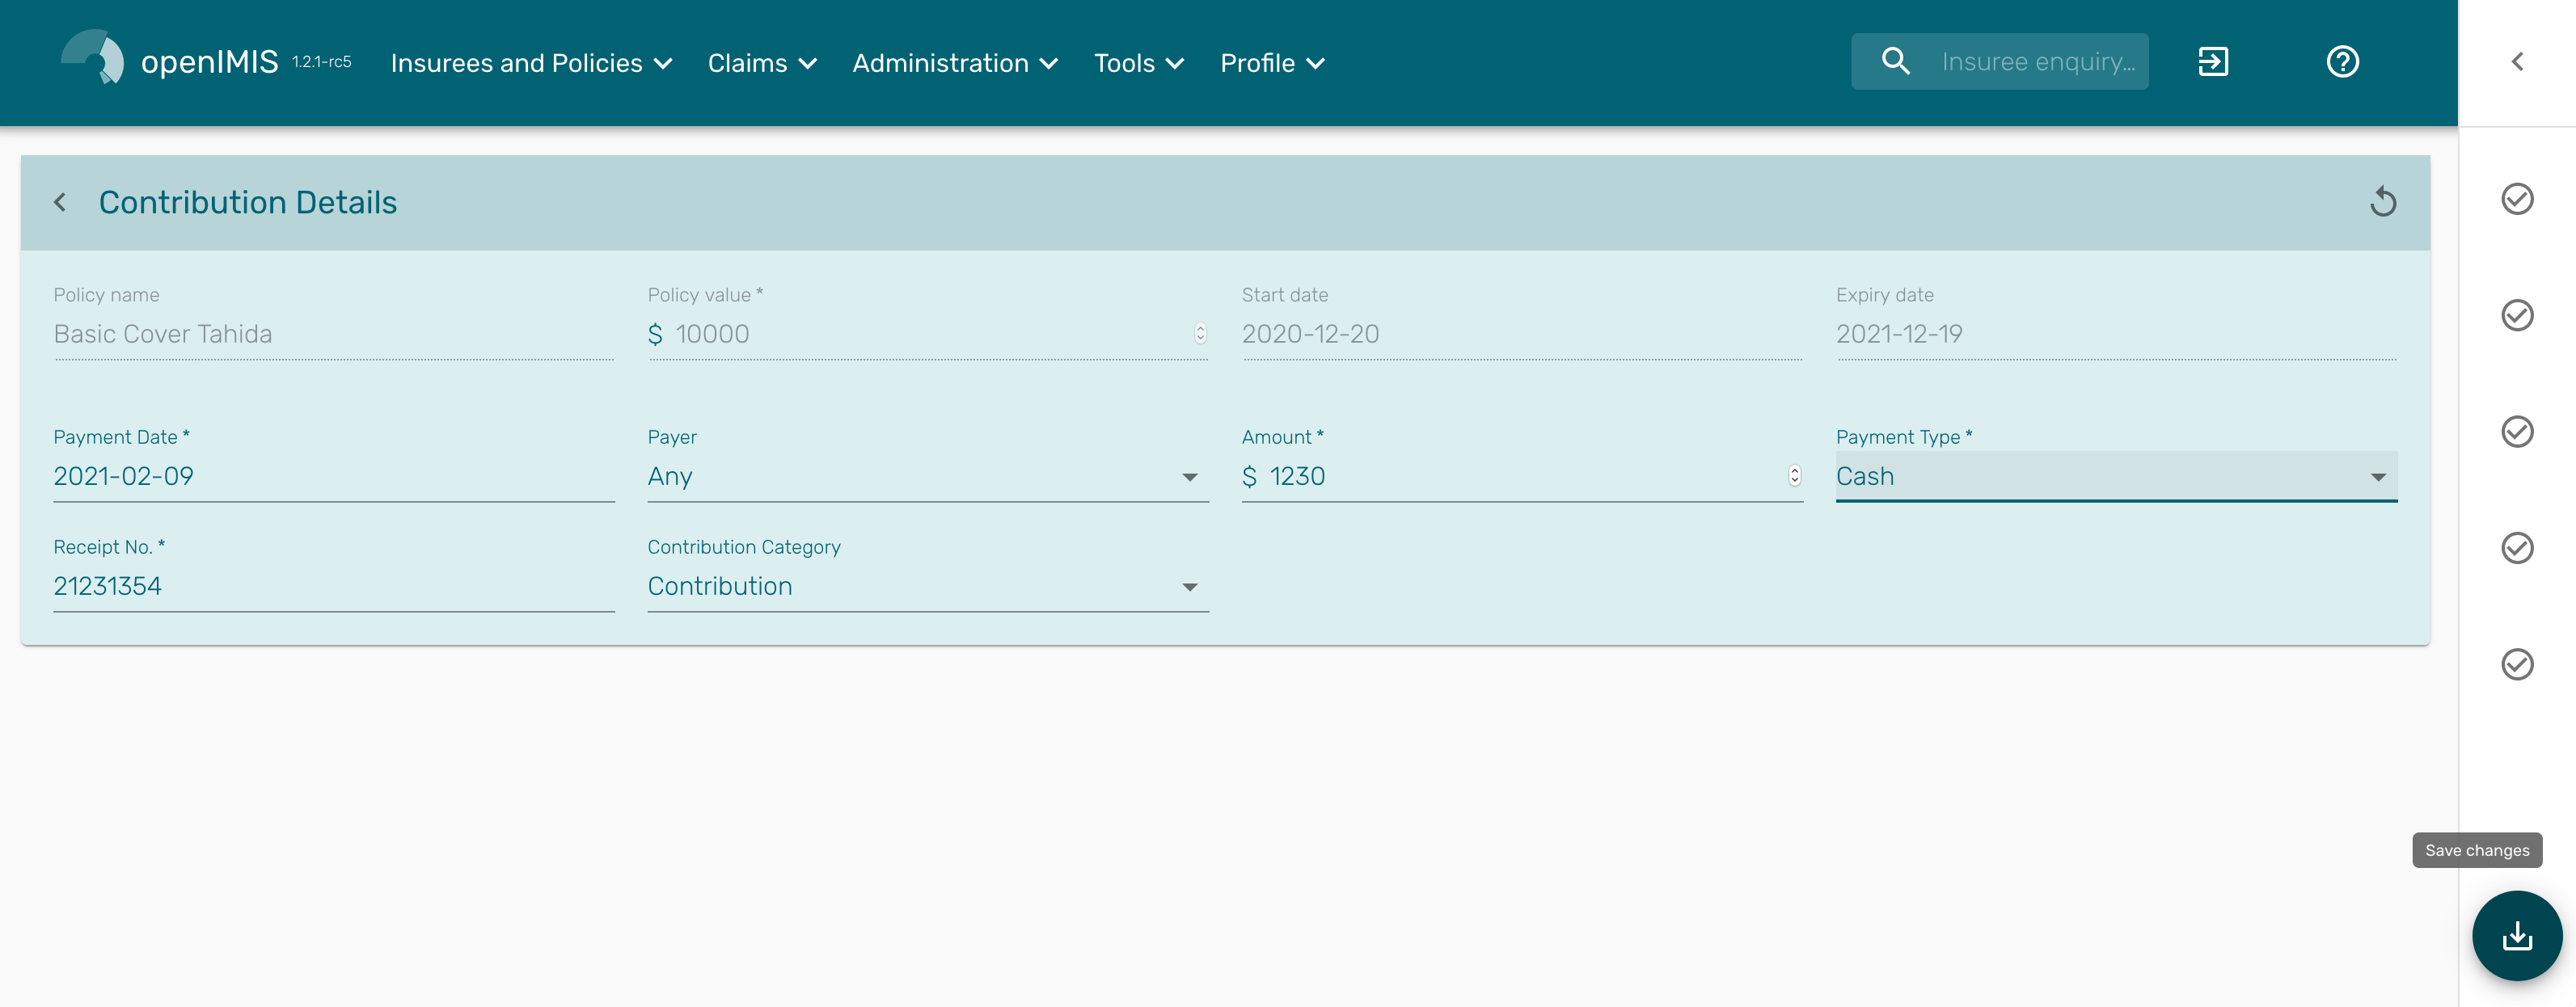 openIMIS 1.2.1-rc5 Insurees and Policies Claims Administration Tools Profile Insuree enquiry...
Contribution Details
Policy name Policy value * Start date Expiry date
Basic Cover Tahida $ 10000 2020-12-20 2021-12-19
Payment Date * Payer Amount * Payment Type *
2021-02-09 Any $ 1230 Cash
Receipt No. * Contribution Category
21231354 Contribution
Save changes